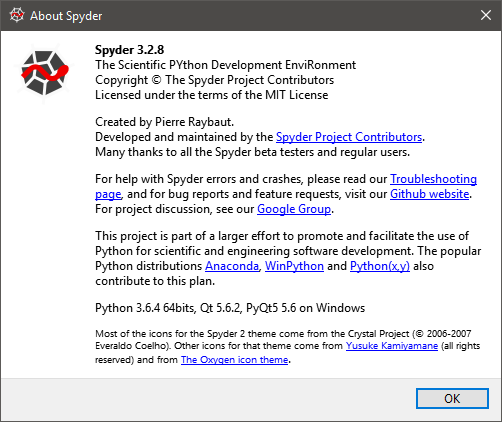 About Spyder
Spyder 3.2.8
The Scientific PYthon Development EnviRonment
Copyright © The Spyder Project Contributors
Licensed under the terms of the MIT License
Created by Pierre Raybaut.
Developed and maintained by the Spyder Project Contributors.
Many thanks to all the Spyder beta testers and regular users.
For help with Spyder errors and crashes, please read our Troubleshooting
page, and for bug reports and feature requests, visit our Github website.
For project discussion, see our Google Group.
This project is part of a larger effort to promote and facilitate the use of
Python for scientific and engineering software development. The popular
Python distributions Anaconda, WinPython and Python(x,y) also
contribute to this plan.
Python 3.6.4 64bits, Qt 5.6.2, PyQt5 5.6 on Windows
Most of the icons for the Spyder 2 theme come from the Crystal Project (© 2006-2007
Everaldo Coelho). Other icons for that theme come from Yusuke Kamiyamane (all rights
reserved) and from The Oxygen icon theme.
OK